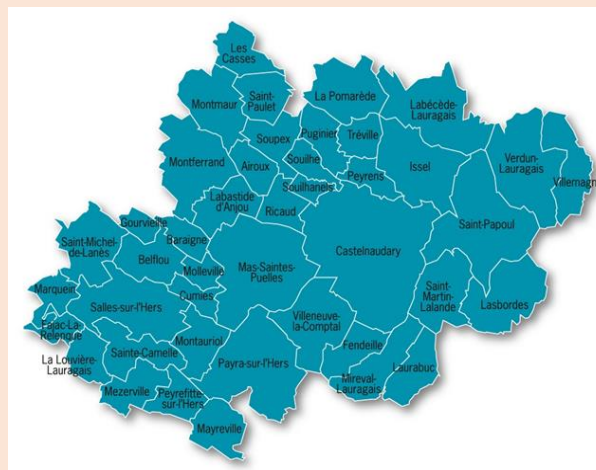 Les
Casses
Montmaur
Saint-
Paulet
La Pomarède
Labécède-
Lauragais
Soupex
Puginier
Tréville
Montferrand
Airoux
Souilhe
Peyrens
Issel
Verdun-
Lauragais
Villemagne
Souilhanels
Labastide
d'Anjou
Ricaud
Gourvieille
Saint-Michel-
de-Lanès
Baraigne
Belflou
Molleville
Mas-Saintes-
Puelles
Castelnaudary
Saint-Papoul
Marquein
Salles-sur-l'Hers
Cumiès
Saint-
Martin-
Lalande
Lasbordes
Villeneuve-
la-Comptal
Fajac-La-
Relenque
Montauriol
Fendeille
La Louvière-
Lauragais
Sainte-Camelle
Payra-sur-l'Hers
Laurabuc
Mireval-
Lauragais
Mezerville
Peyrefitte-
sur-l'Hers
Mayreville